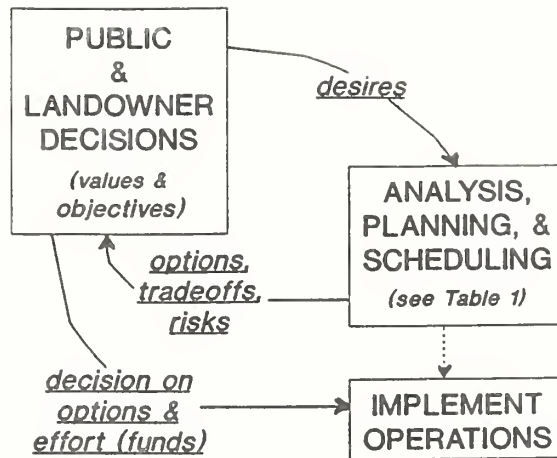 PUBLIC
&
LANDOWNER
DECISIONS
(values &
objectives)
desires
ANALYSIS,
PLANNING, &
SCHEDULING
(see Table 1)
options,
tradeoffs,
risks
decision on
options &
effort (funds)
IMPLEMENT
OPERATIONS